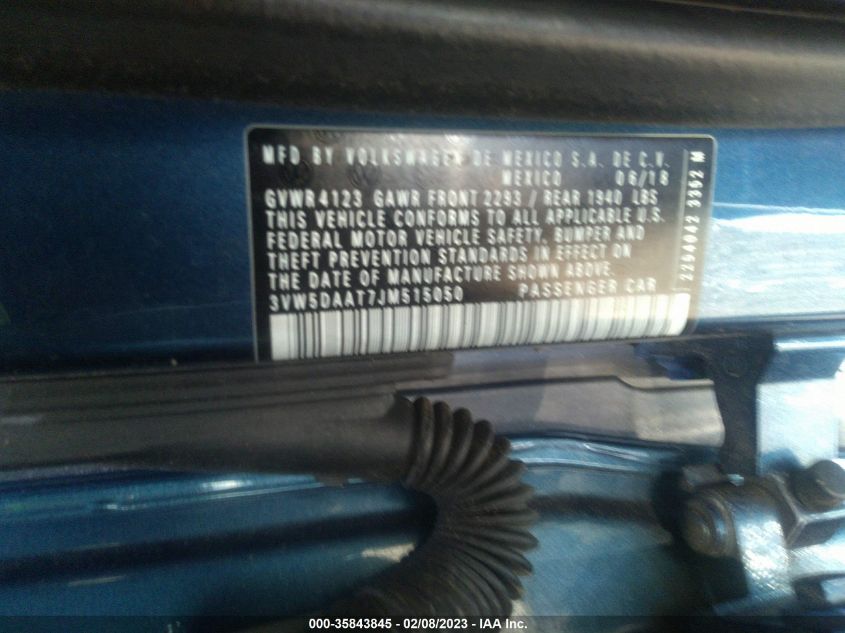 MFD BY VOLKSWAGEN DE MEXICO S.A. DE C.V.
MEXICO 06/18
GVWR 4123 GAWR FRONT 2293 / REAR 1940 LBS
THIS VEHICLE CONFORMS TO ALL APPLICABLE U.S.
FEDERAL MOTOR VEHICLE SAFETY, BUMPER AND
THEFT PREVENTION STANDARDS IN EFFECT ON
THE DATE OF MANUFACTURE SHOWN ABOVE.
3VW5DAAT7JM515050 PASSENGER CAR
3352 M
000-35843845 - 02/08/2023 - IAA Inc.